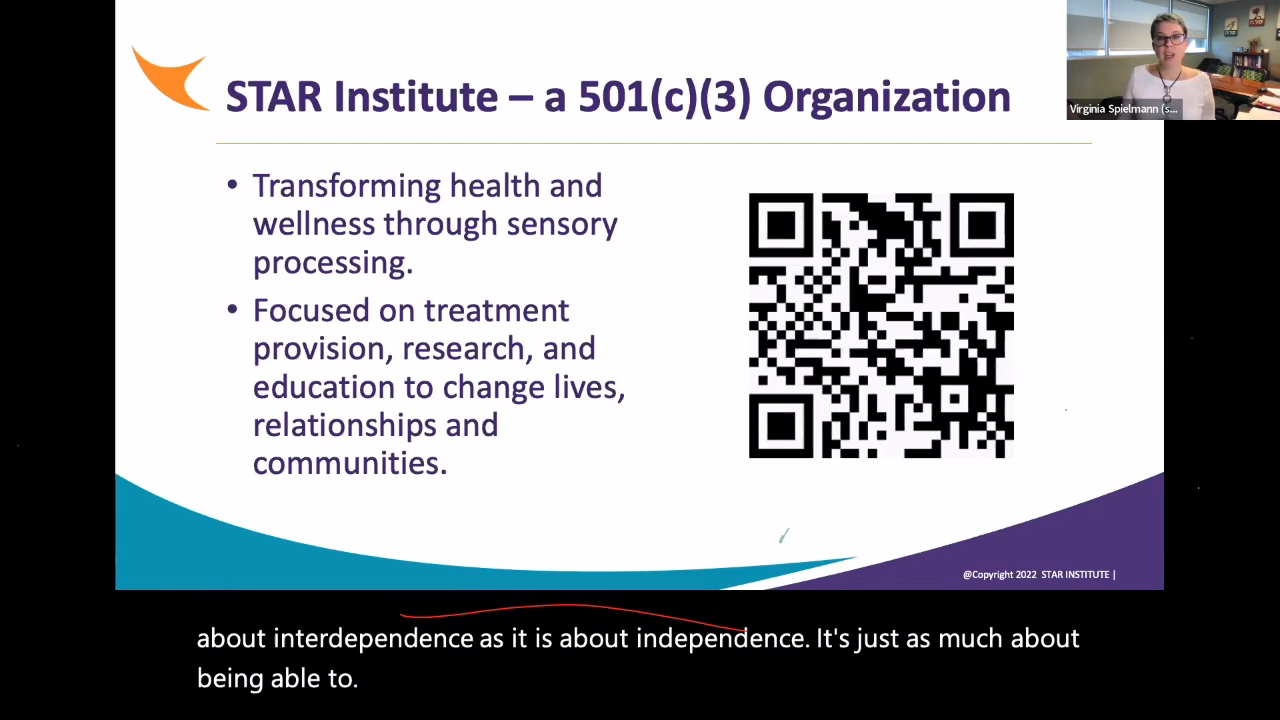 STAR Institute – a 501(c)(3) Organization
Virginia Spielmann (s...
• Transforming health and
wellness through sensory
processing.
• Focused on treatment
provision, research, and
education to change lives,
relationships and
communities.
@Copyright 2022 STAR INSTITUTE |
about interdependence as it is about independence. It's just as much about
being able to.